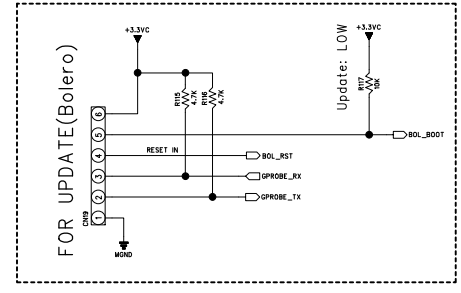 FOR UPDATE(Bolero)
+3.3VC
+3.3VC
Update: LOW
R115
4.7K
R116
4.7K
R117
10K
6
5
BOL_BOOT
4
RESET IN
BOL_RST
3
GPROBE_RX
2
GPROBE_TX
1
CN19
MGND